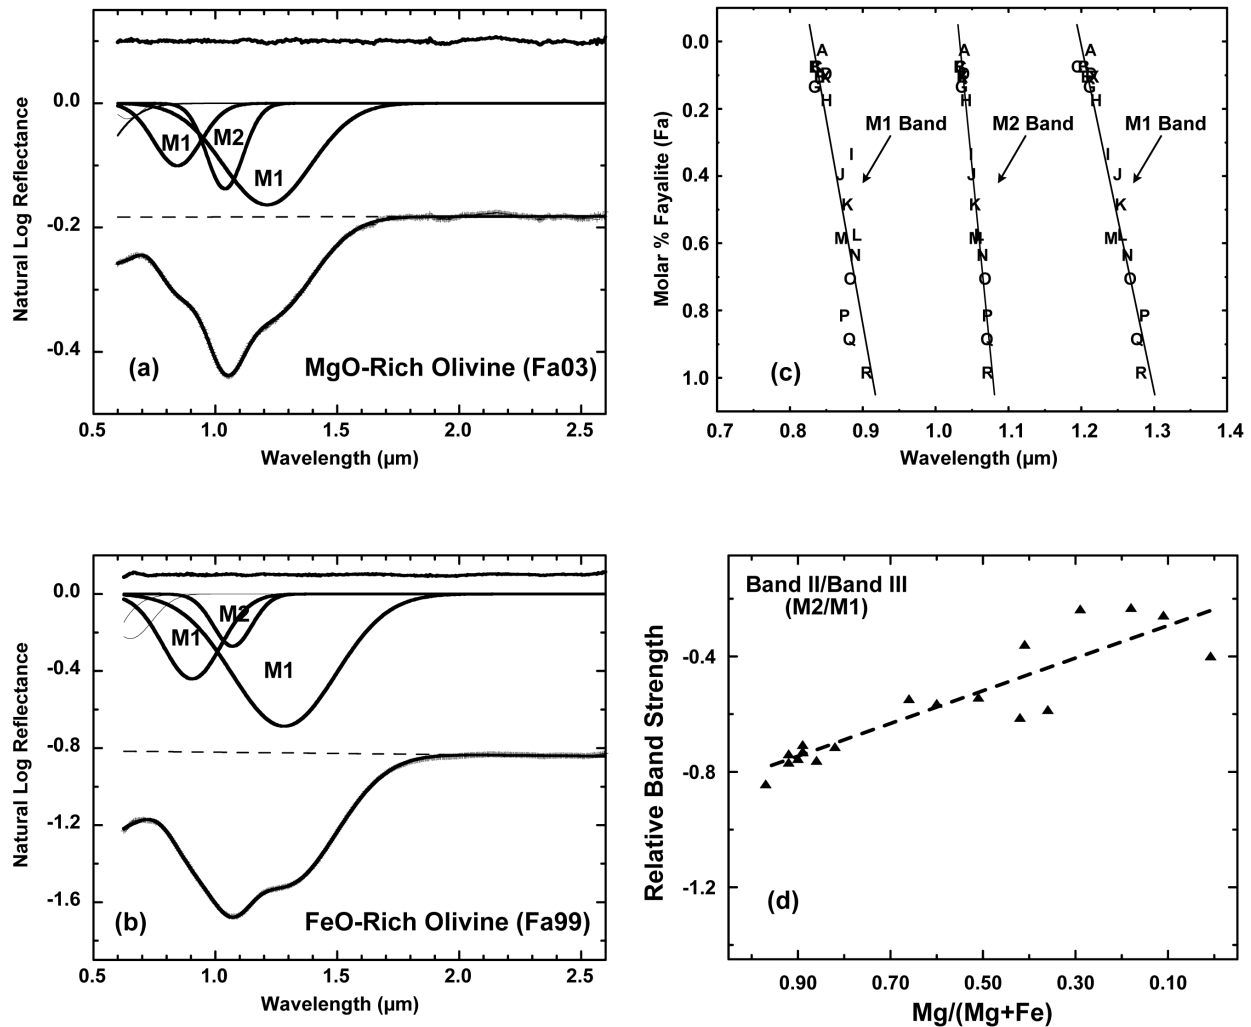 0.0
-0.2
-0.4
Natural Log Reflectance
M1
M2
M1
(a)
MgO-Rich Olivine (Fa03)
0.5
1.0
1.5
2.0
2.5
Wavelength (µm)
0.0
0.2
0.4
0.6
0.8
1.0
Molar % Fayalite (Fa)
M1 Band
M2 Band
M1 Band
A
G
H
I
J
K
L
M
N
O
P
Q
R
A
G
H
I
J
K
L
M
N
O
P
Q
R
A
C
G
H
I
J
K
L
M
N
O
P
Q
R
(c)
0.7
0.8
0.9
1.0
1.1
1.2
1.3
1.4
Wavelength (µm)
0.0
-0.4
-0.8
-1.2
-1.6
Natural Log Reflectance
M1
M2
M1
(b)
FeO-Rich Olivine (Fa99)
0.5
1.0
1.5
2.0
2.5
Wavelength (µm)
Band II/Band III
(M2/M1)
-0.4
-0.8
-1.2
Relative Band Strength
(d)
0.90
0.70
0.50
0.30
0.10
Mg/(Mg+Fe)